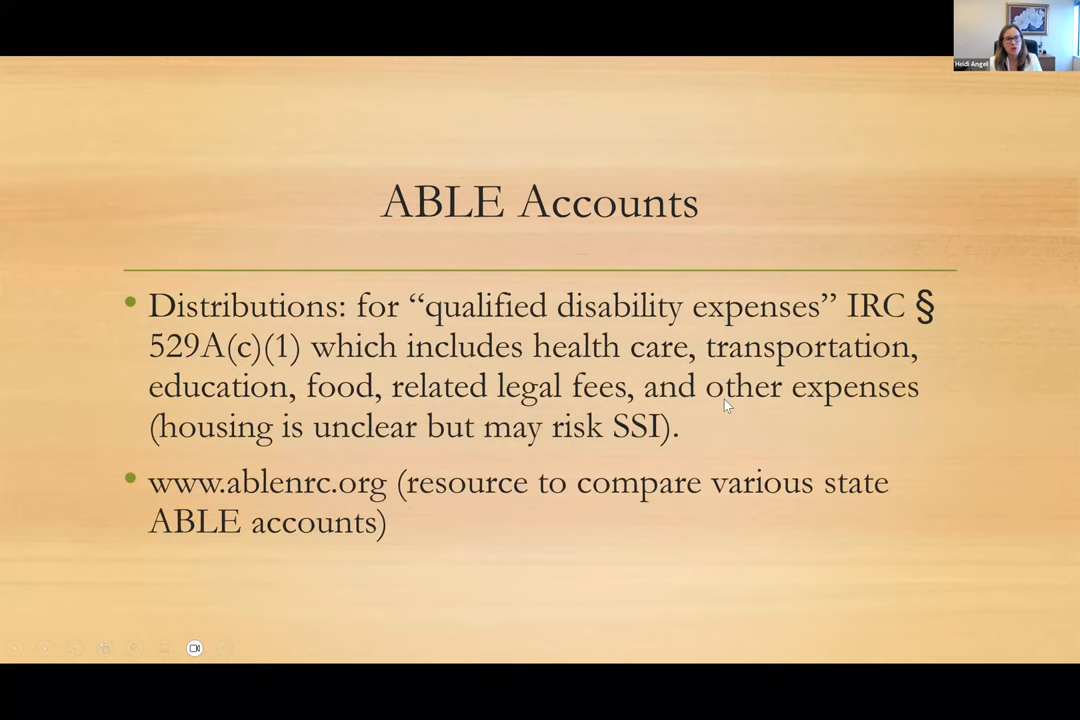 Heidi Angel
ABLE Accounts
• Distributions: for “qualified disability expenses” IRC §
529A(c)(1) which includes health care, transportation,
education, food, related legal fees, and other expenses
(housing is unclear but may risk SSI).
• www.ablenrc.org (resource to compare various state
ABLE accounts)